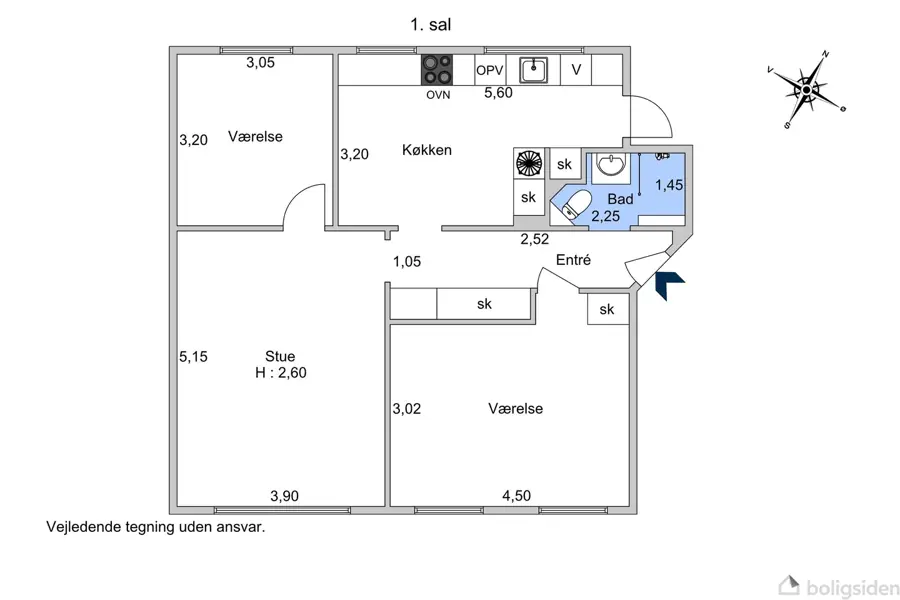 1. sal
N
V
Ø
S
3,05
3,20
Værelse
OVN
OPV
V
5,60
3,20
Køkken
sk
sk
Bad
1,45
2,25
2,52
1,05
Entré
sk
sk
5,15
Stue
H : 2,60
3,90
3,02
Værelse
4,50
Vejledende tegning uden ansvar.
boligsiden